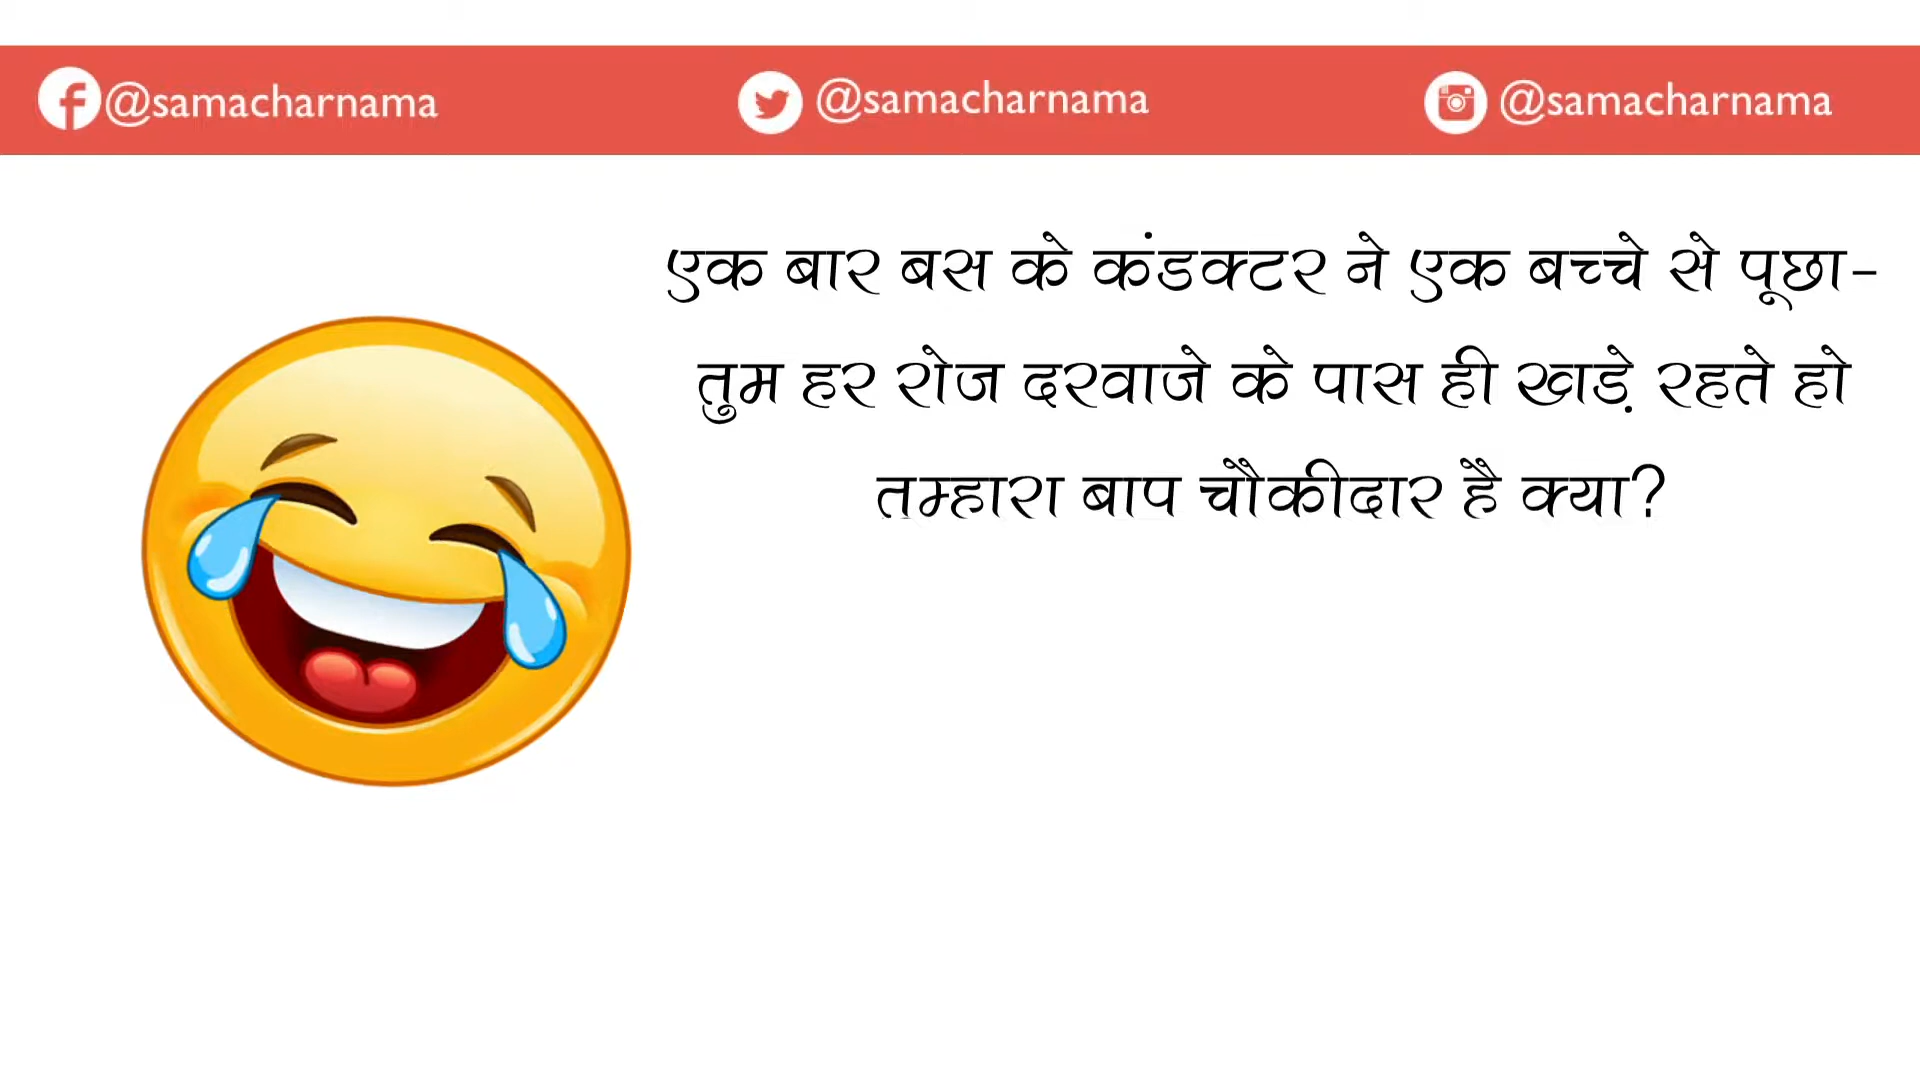 @samacharnama
@samacharnama
@samacharnama
एक बार बस के कंडक्टर ने एक बच्चे से पूछा-
तुम हर रोज दरवाजे के पास ही खड़े रहते हो
तम्हारा बाप चौकीदार है क्या?